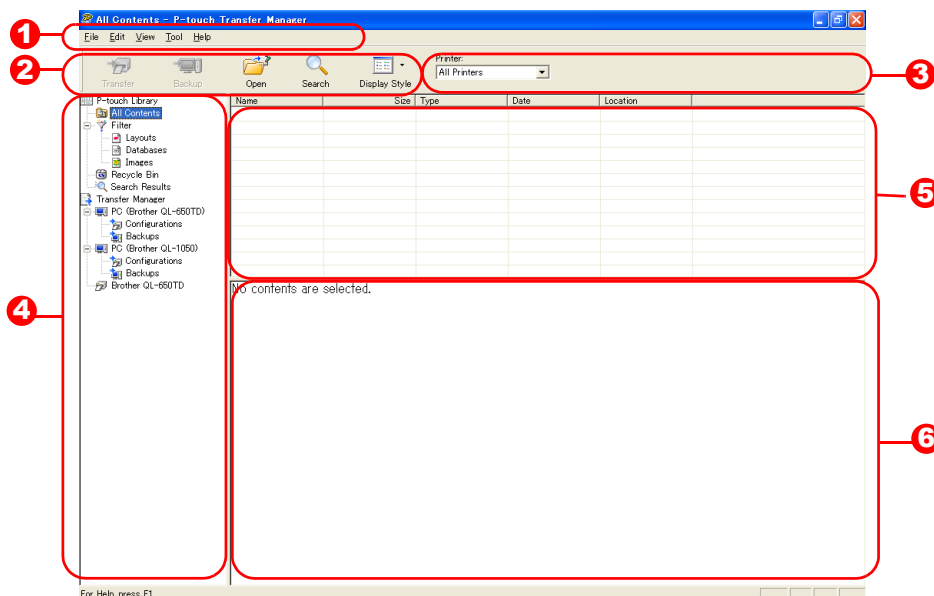 All Contents - P-touch Transfer Manager
1
File Edit View Tool Help
2
Transfer Backup Open Search Display Style
Printer:
All Printers
3
P-touch Library
All Contents
Filter
Layouts
Databases
Images
Recycle Bin
Search Results
Transfer Manager
PC (Brother QL-650TD)
Configurations
Backups
PC (Brother QL-1050)
Configurations
Backups
Brother QL-650TD
4
Name Size Type Date Location
5
No contents are selected.
6
For Help, press F1